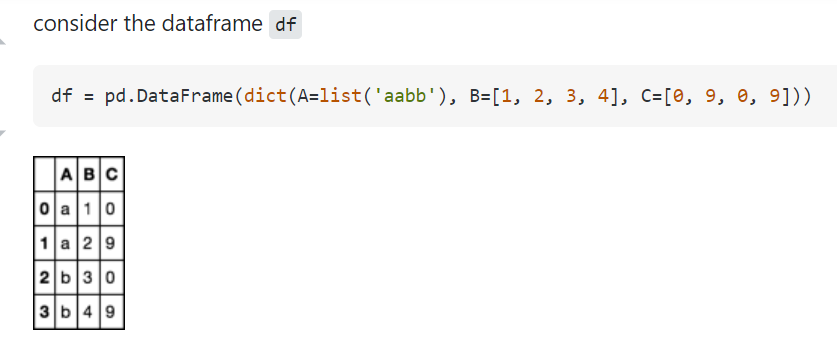 consider the dataframe df
df = pd.DataFrame(dict(A=list('aabb'), B=[1, 2, 3, 4], C=[0, 9, 0, 9]))
A B C
0 a 1 0
1 a 2 9
2 b 3 0
3 b 4 9